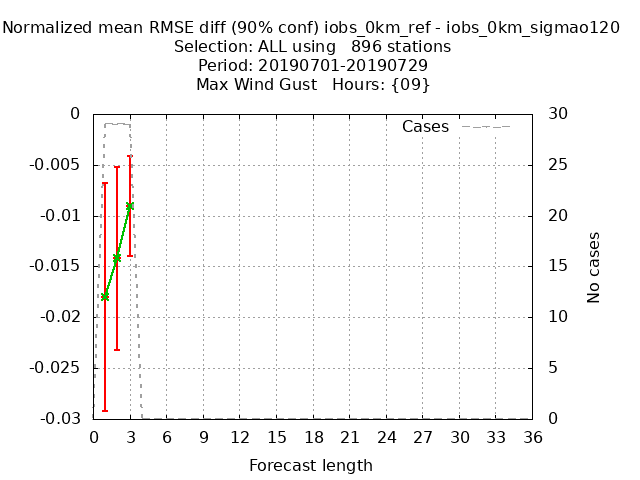 Normalized mean RMSE diff (90% conf) iobs_0km_ref - iobs_0km_sigmao120
Selection: ALL using 896 stations
Period: 20190701-20190729
Max Wind Gust Hours: {09}
Cases
0
-0.005
-0.01
-0.015
-0.02
-0.025
-0.03
30
25
20
15
10
5
0
No cases
0 3 6 9 12 15 18 21 24 27 30 33 36
Forecast length